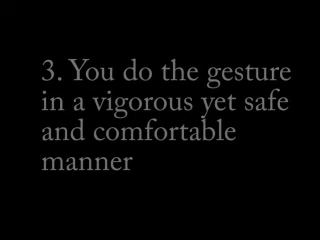 3. You do the gesture
in a vigorous yet safe
and comfortable
manner